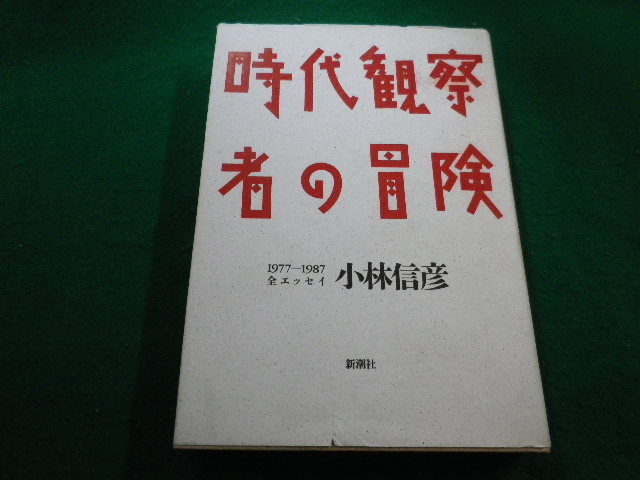 時代観察
者の冒険
1977—1987
全エッセイ
小林信彦
新潮社